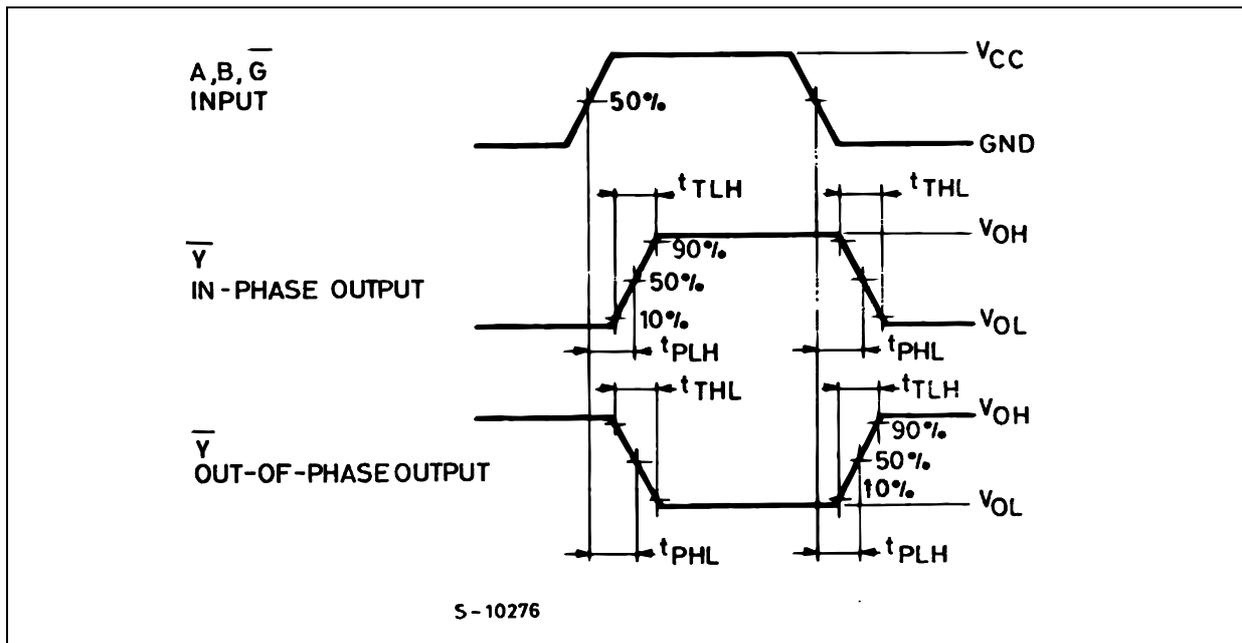 A,B,G̅
INPUT
50%
VCC
GND
tTLH
tTHL
Y̅
IN-PHASE OUTPUT
90%
50%
10%
VOH
VOL
tPLH
tPHL
tTHL
tTLH
Y̅
OUT-OF-PHASE OUTPUT
VOH
90%
50%
10%
VOL
tPHL
tPLH
S-10276